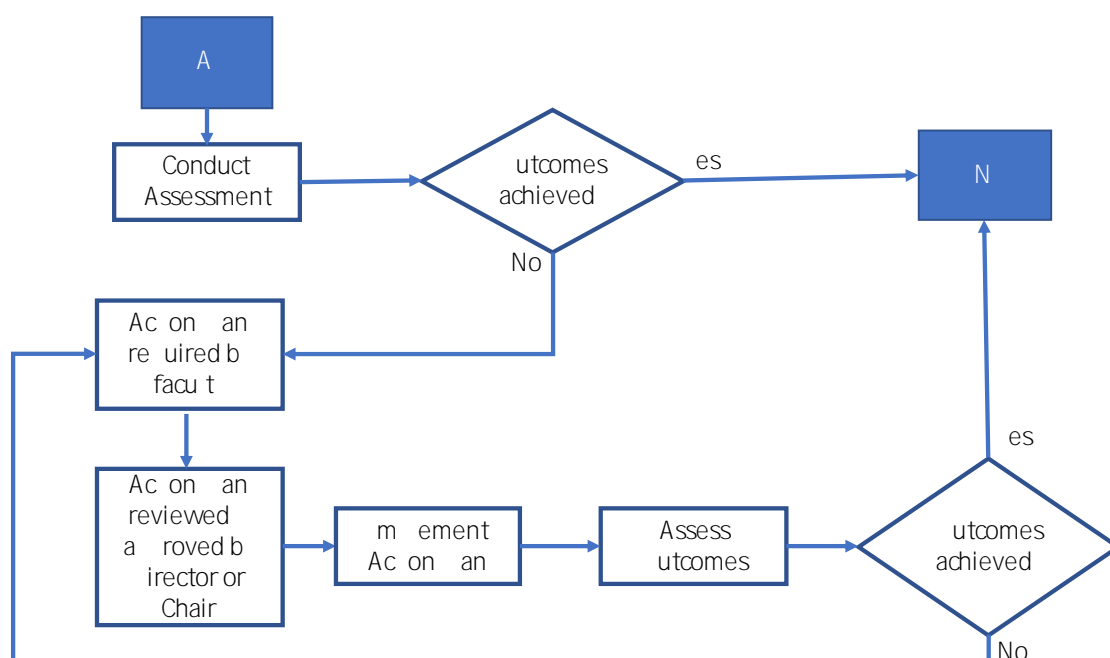 A
Conduct
Assessment
utcomes
achieved
es
N
No
Ac on an
re uired b
facu t
Ac on an
reviewed
a roved b
irector or
Chair
m ement
Ac on an
Assess
utcomes
es
utcomes
achieved
No